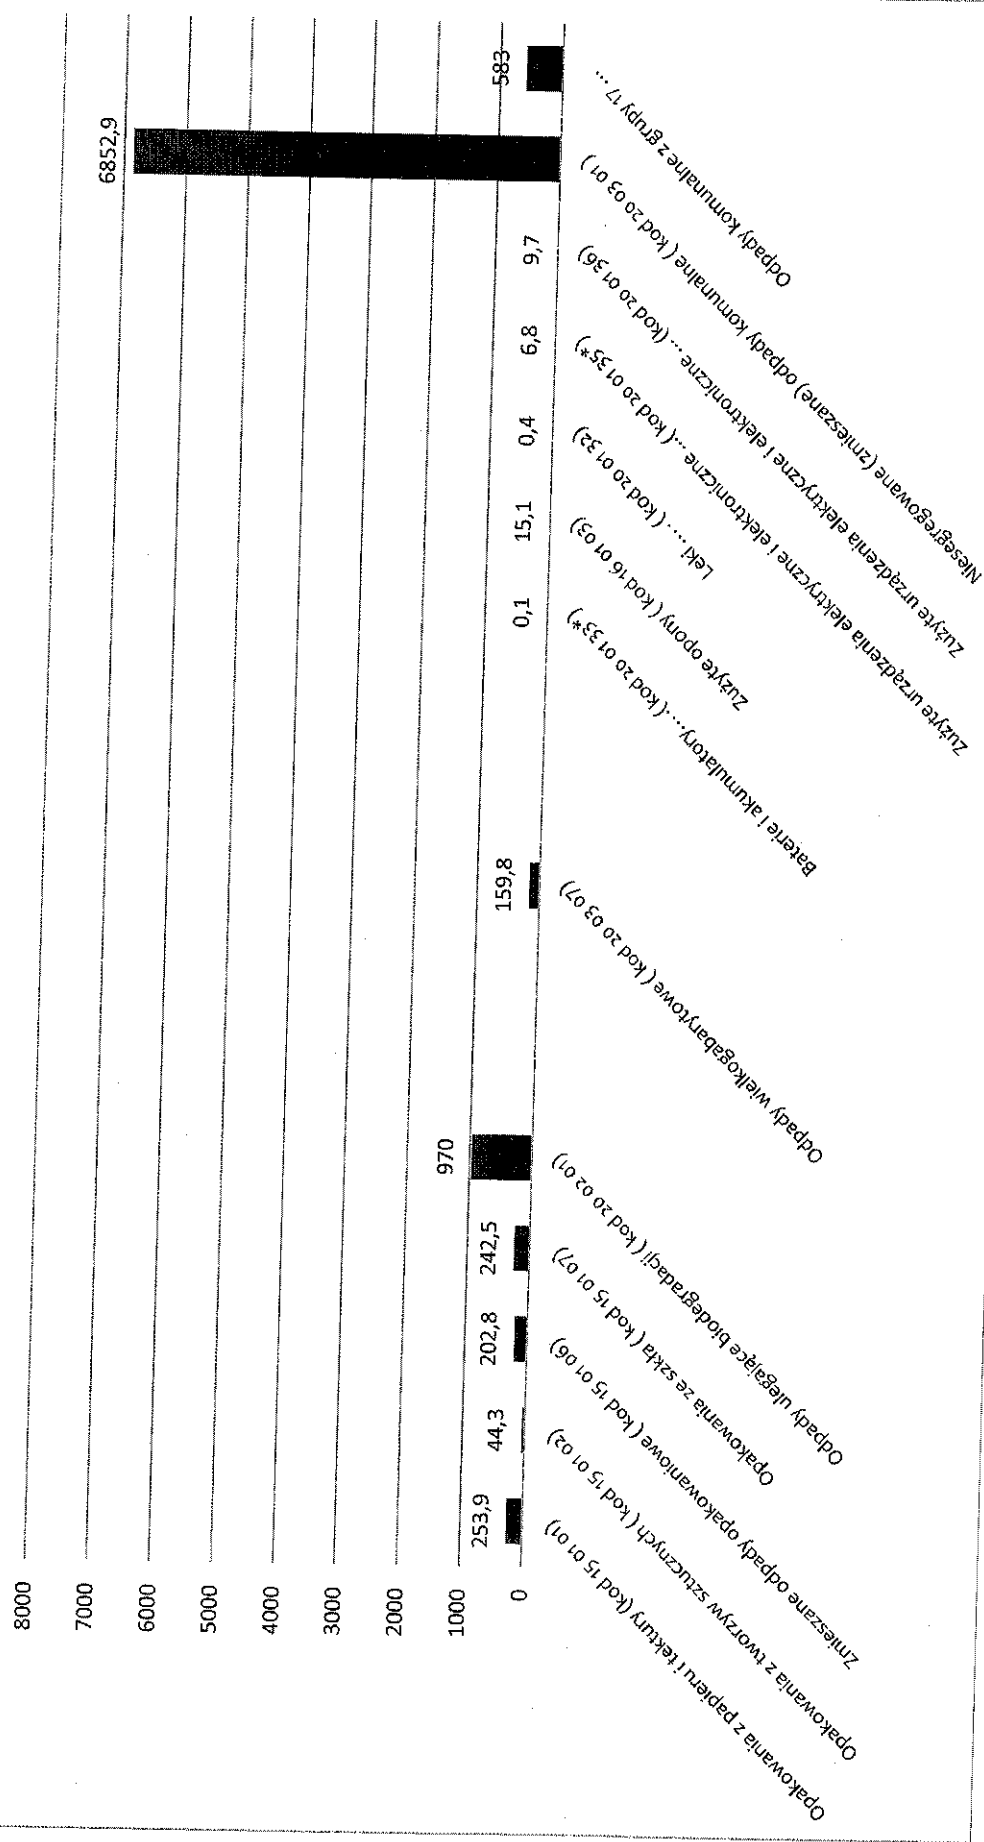 8000
7000
6000
5000
4000
3000
2000
1000
0
253,9
44,3
202,8
242,5
970
159,8
0,1
15,1
0,4
6,8
9,7
6852,9
583
Opakowania z papieru i tektury (kod 15 01 01)
Opakowania z tworzyw sztucznych ( kod 15 01 02)
Zmieszane odpady opakowaniowe ( kod 15 01 06)
Opakowania ze szkła ( kod 15 01 07)
Odpady ulegające biodegradacji ( kod 20 02 01)
Odpady wielkogabarytowe ( kod 20 03 07)
Baterie i akumulatory….( kod 20 01 33*)
Zużyte opony ( kod 16 01 03)
Leki …. ( kod 20 01 32)
Zużyte urządzenia elektryczne i elektroniczne …( kod 20 01 35*)
Zużyte urządzenia elektryczne i elektroniczne … (kod 20 01 36)
Niesegregowane (zmieszane) odpady komunalne ( kod 20 03 01 )
Odpady komunalne z grupy 17 …